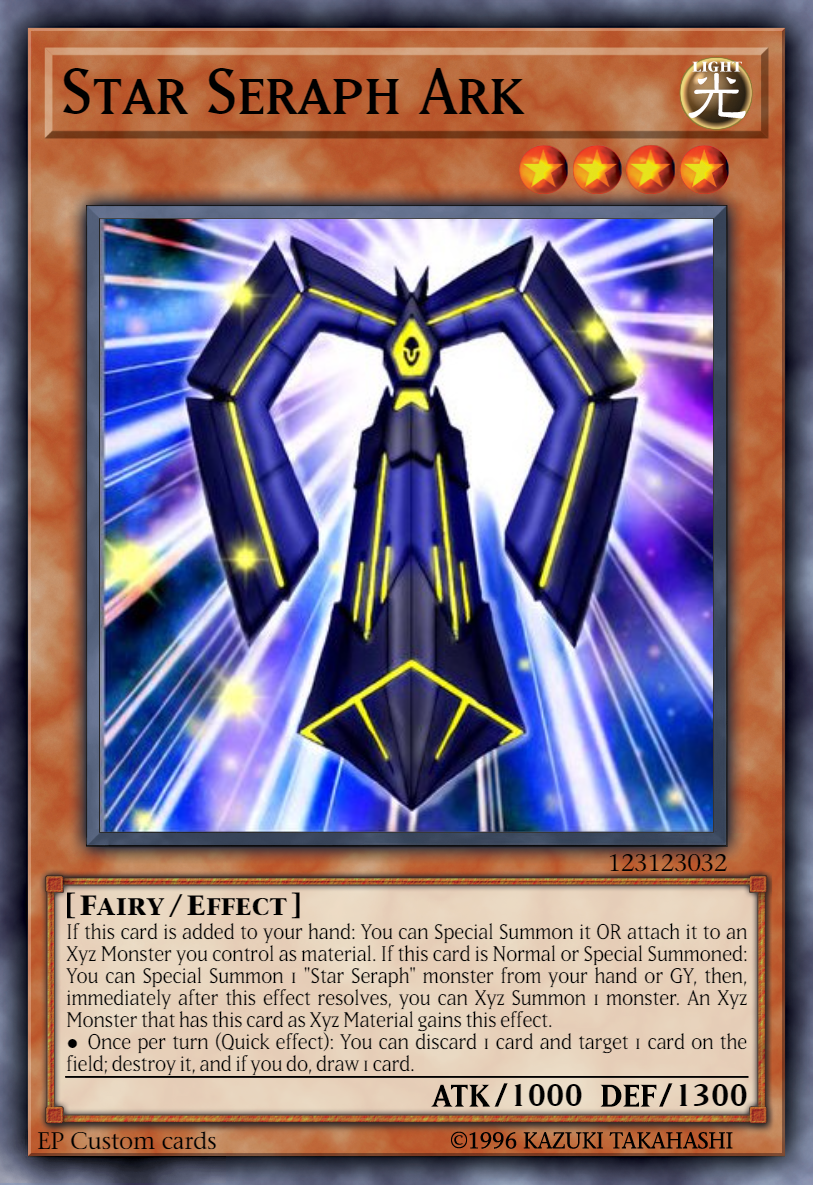 Star Seraph Ark
LIGHT
光
123123032
[ Fairy / Effect ]
If this card is added to your hand: You can Special Summon it OR attach it to an
Xyz Monster you control as material. If this card is Normal or Special Summoned:
You can Special Summon 1 "Star Seraph" monster from your hand or GY, then,
immediately after this effect resolves, you can Xyz Summon 1 monster. An Xyz
Monster that has this card as Xyz Material gains this effect.
● Once per turn (Quick effect): You can discard 1 card and target 1 card on the
field; destroy it, and if you do, draw 1 card.
ATK/1000 DEF/1300
EP Custom cards
©1996 KAZUKI TAKAHASHI